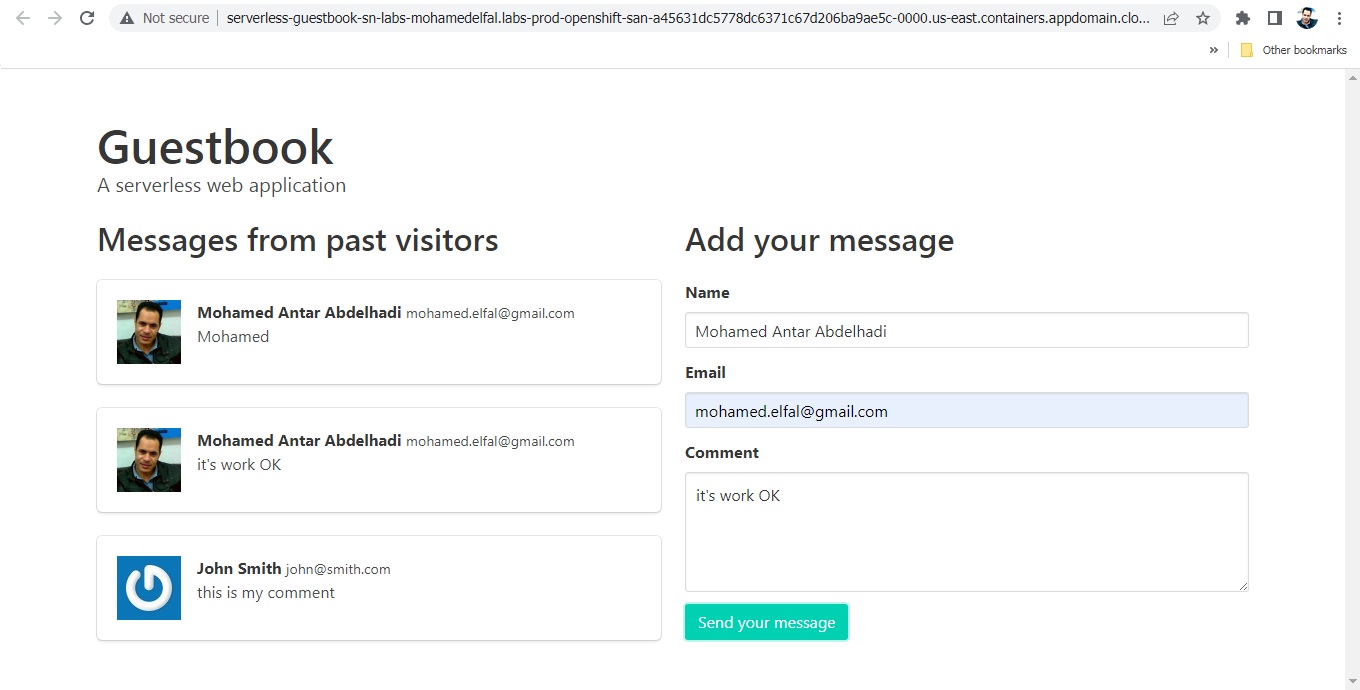 Not secure
serverless-guestbook-sn-labs-mohamedelfal.labs-prod-openshift-san-a45631dc5778dc6371c67d206ba9ae5c-0000.us-east.containers.appdomain.clo...
» Other bookmarks
Guestbook
A serverless web application
Messages from past visitors
Mohamed Antar Abdelhadi mohamed.elfal@gmail.com
Mohamed
Mohamed Antar Abdelhadi mohamed.elfal@gmail.com
it's work OK
John Smith john@smith.com
this is my comment
Add your message
Name
Mohamed Antar Abdelhadi
Email
mohamed.elfal@gmail.com
Comment
it's work OK
Send your message